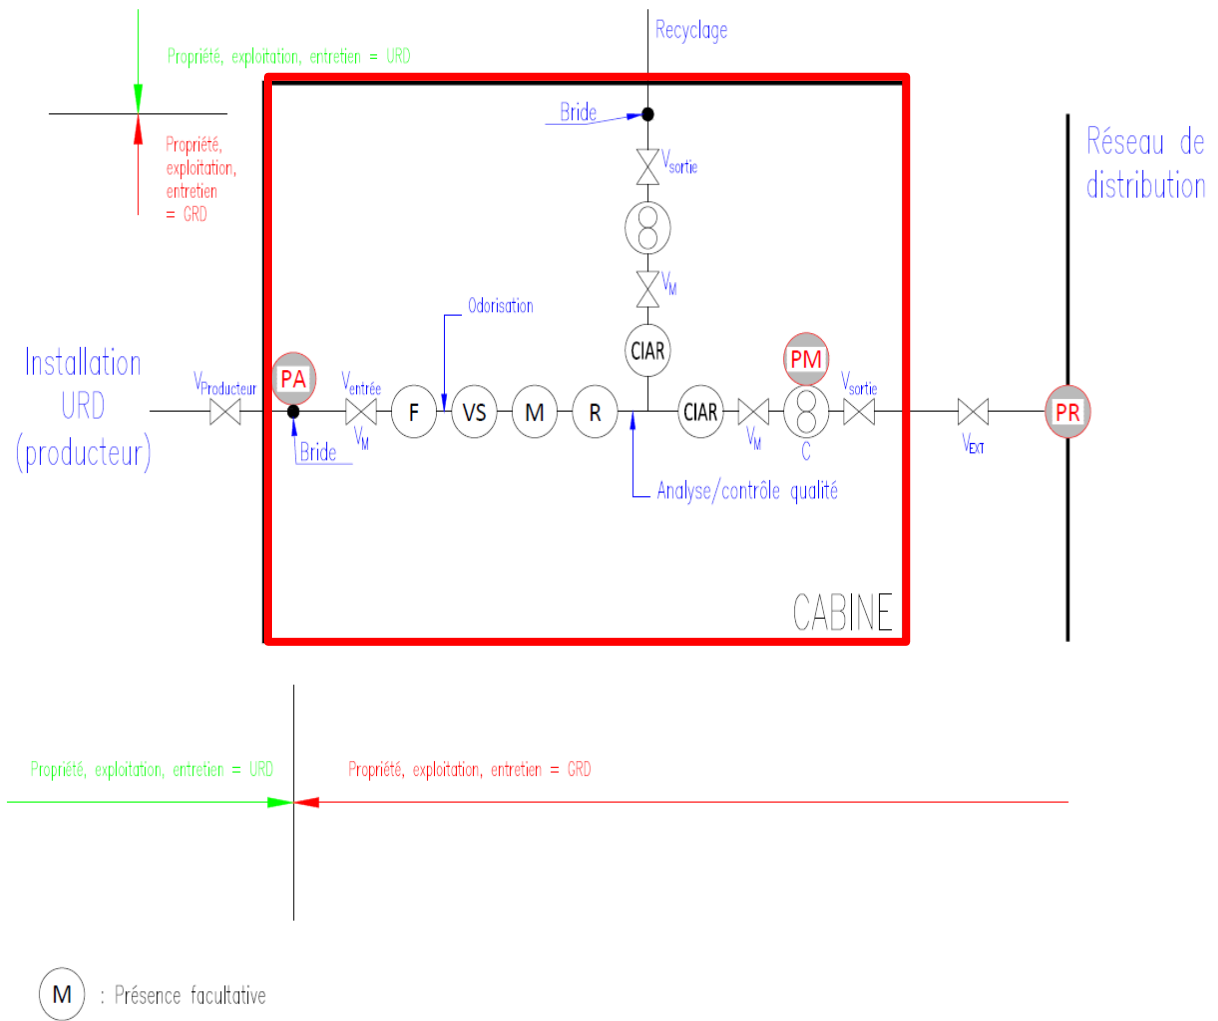 Recyclage
Propriété, exploitation, entretien = URD
Bride
Propriété,
exploitation,
entretien
= GRD
Vsortie
Réseau de
distribution
VM
Odorisation
CIAR
Installation
URD
(producteur)
VProducteur
PA
Ventrée
PM
Vsortie
F
VS
M
R
CIAR
PR
VM
VM
C
VEXT
Bride
Analyse/contrôle qualité
CABINE
Propriété, exploitation, entretien = URD
Propriété, exploitation, entretien = GRD
M : Présence facultative